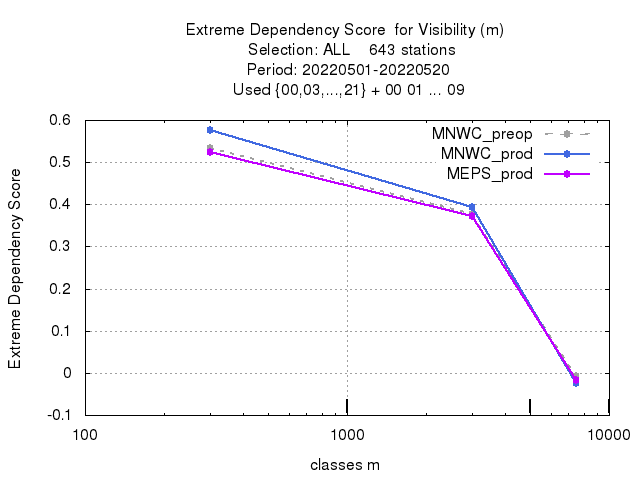 Extreme Dependency Score  for Visibility (m)
Selection: ALL    643 stations
Period: 20220501-20220520
Used {00,03,...,21} + 00 01 ... 09
0.6
MNWC_preop
MNWC_prod
0.5
MEPS_prod
0.4
0.3
0.2
0.1
0
-0.1
Extreme Dependency Score
100
1000
10000
classes m